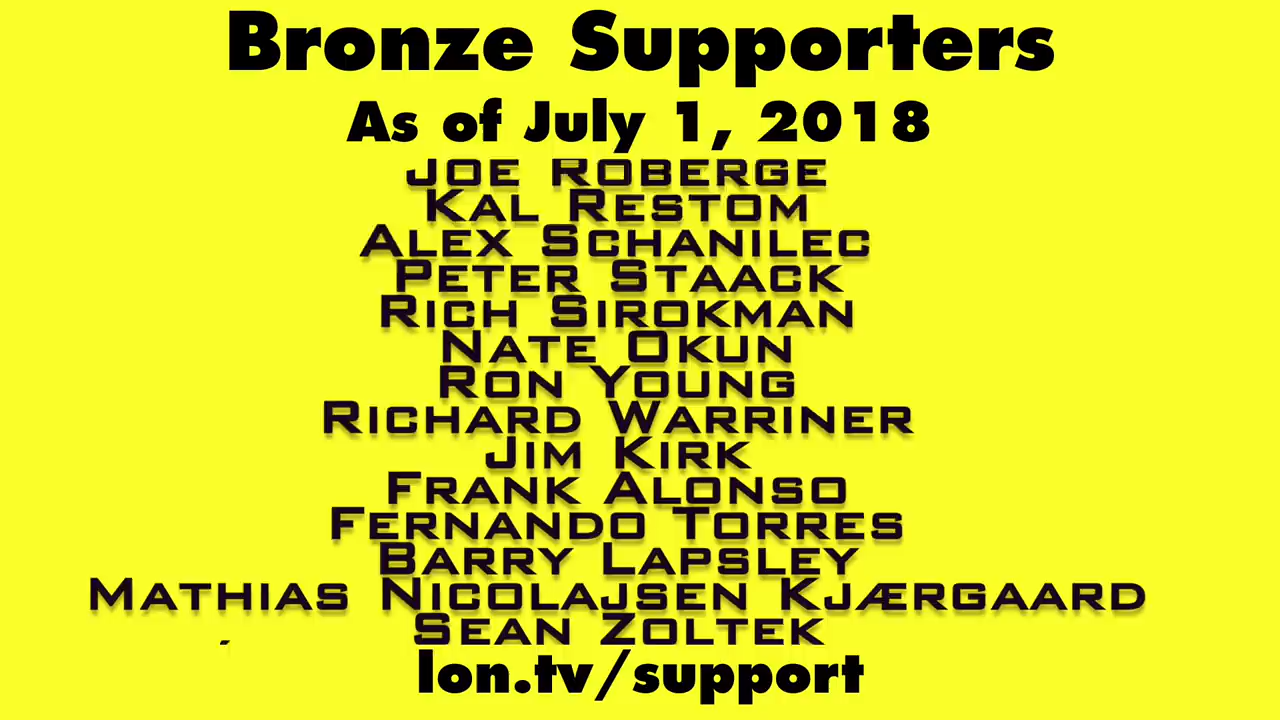 Bronze Supporters
As of July 1, 2018
Joe Roberge
Kal Restom
Alex Schanilec
Peter Staack
Rich Sirokman
Nate Okun
Ron Young
Richard Warriner
Jim Kirk
Frank Alonso
Fernando Torres
Barry Lapsley
Mathias Nicolajsen Kjærgaard
Sean Zoltek
lon.tv/support